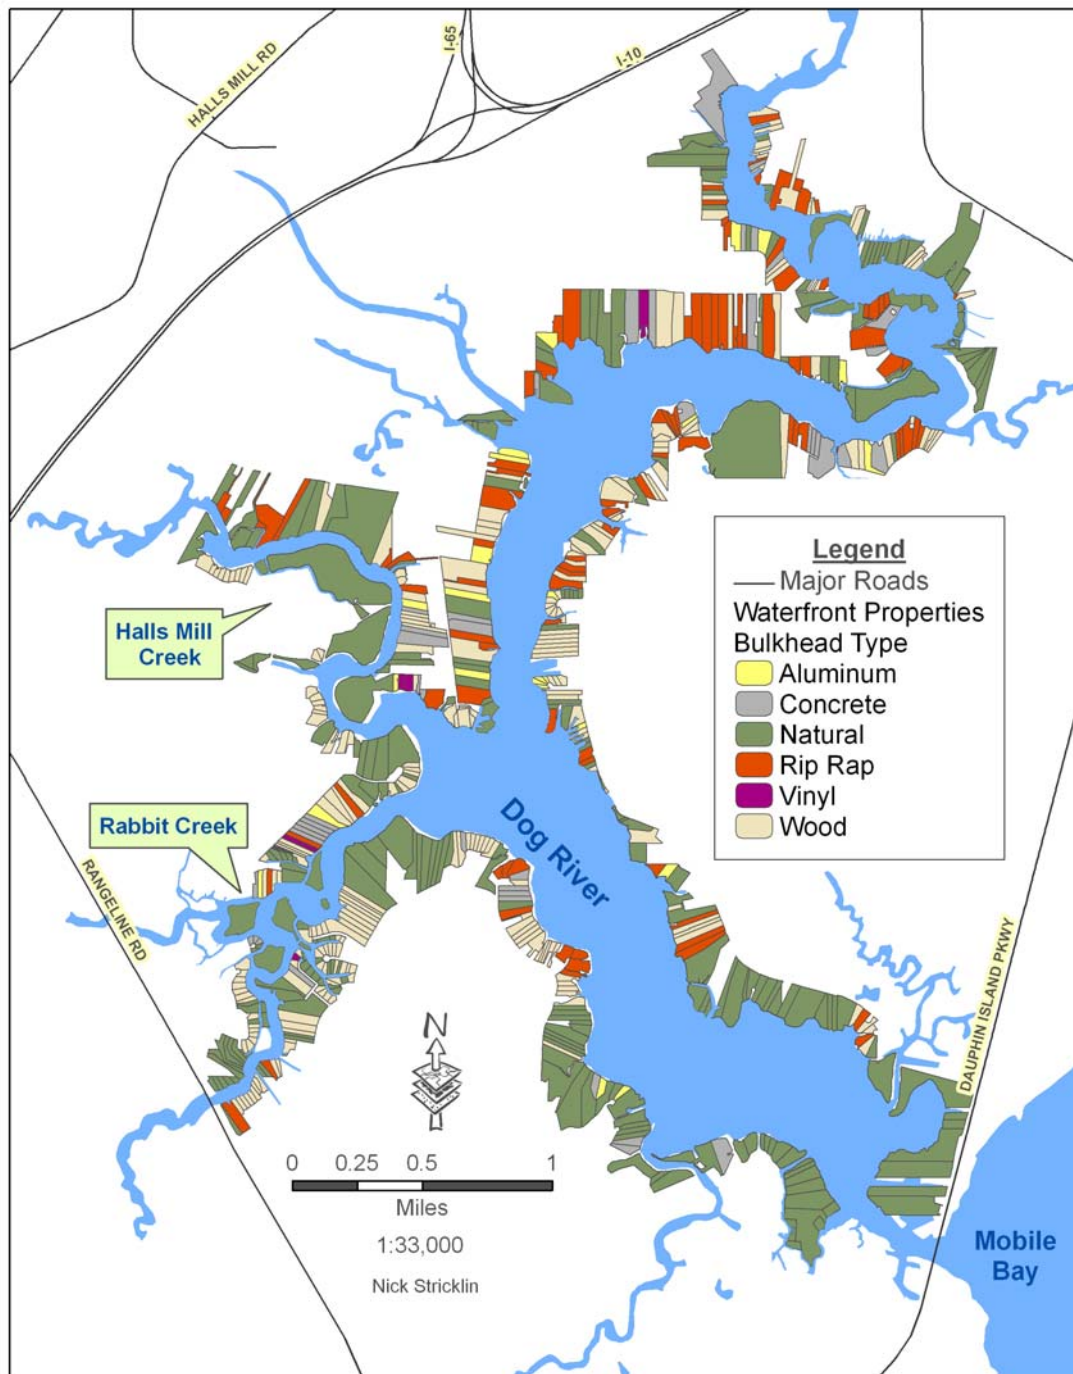 HALLS MILL RD
I-65
I-10
Legend
Major Roads
Waterfront Properties
Bulkhead Type
Aluminum
Concrete
Natural
Rip Rap
Vinyl
Wood
Halls Mill
Creek
Rabbit Creek
Dog River
RANGELINE RD
DAUPHIN ISLAND PKWY
N
0 0.25 0.5 1
Miles
1:33,000
Nick Stricklin
Mobile
Bay